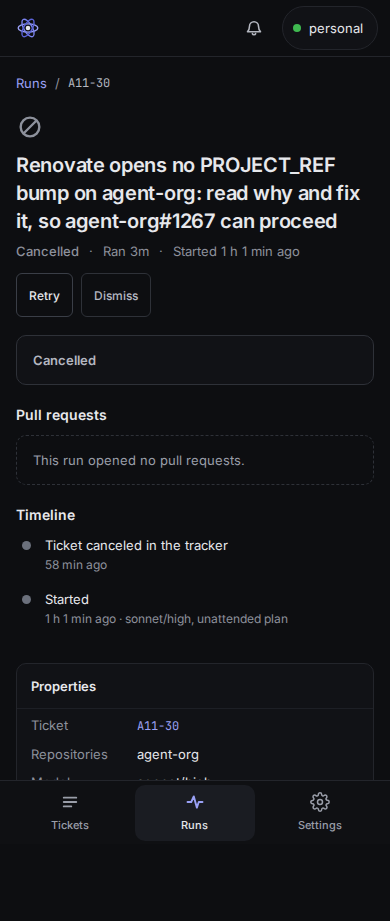 personal
Runs / A11-30
Renovate opens no PROJECT_REF
bump on agent-org: read why and fix
it, so agent-org#1267 can proceed
Cancelled · Ran 3m · Started 1 h 1 min ago
Retry Dismiss
Cancelled
Pull requests
This run opened no pull requests.
Timeline
Ticket canceled in the tracker
58 min ago
Started
1 h 1 min ago · sonnet/high, unattended plan
Properties
Ticket A11-30
Repositories agent-org
Tickets Runs Settings